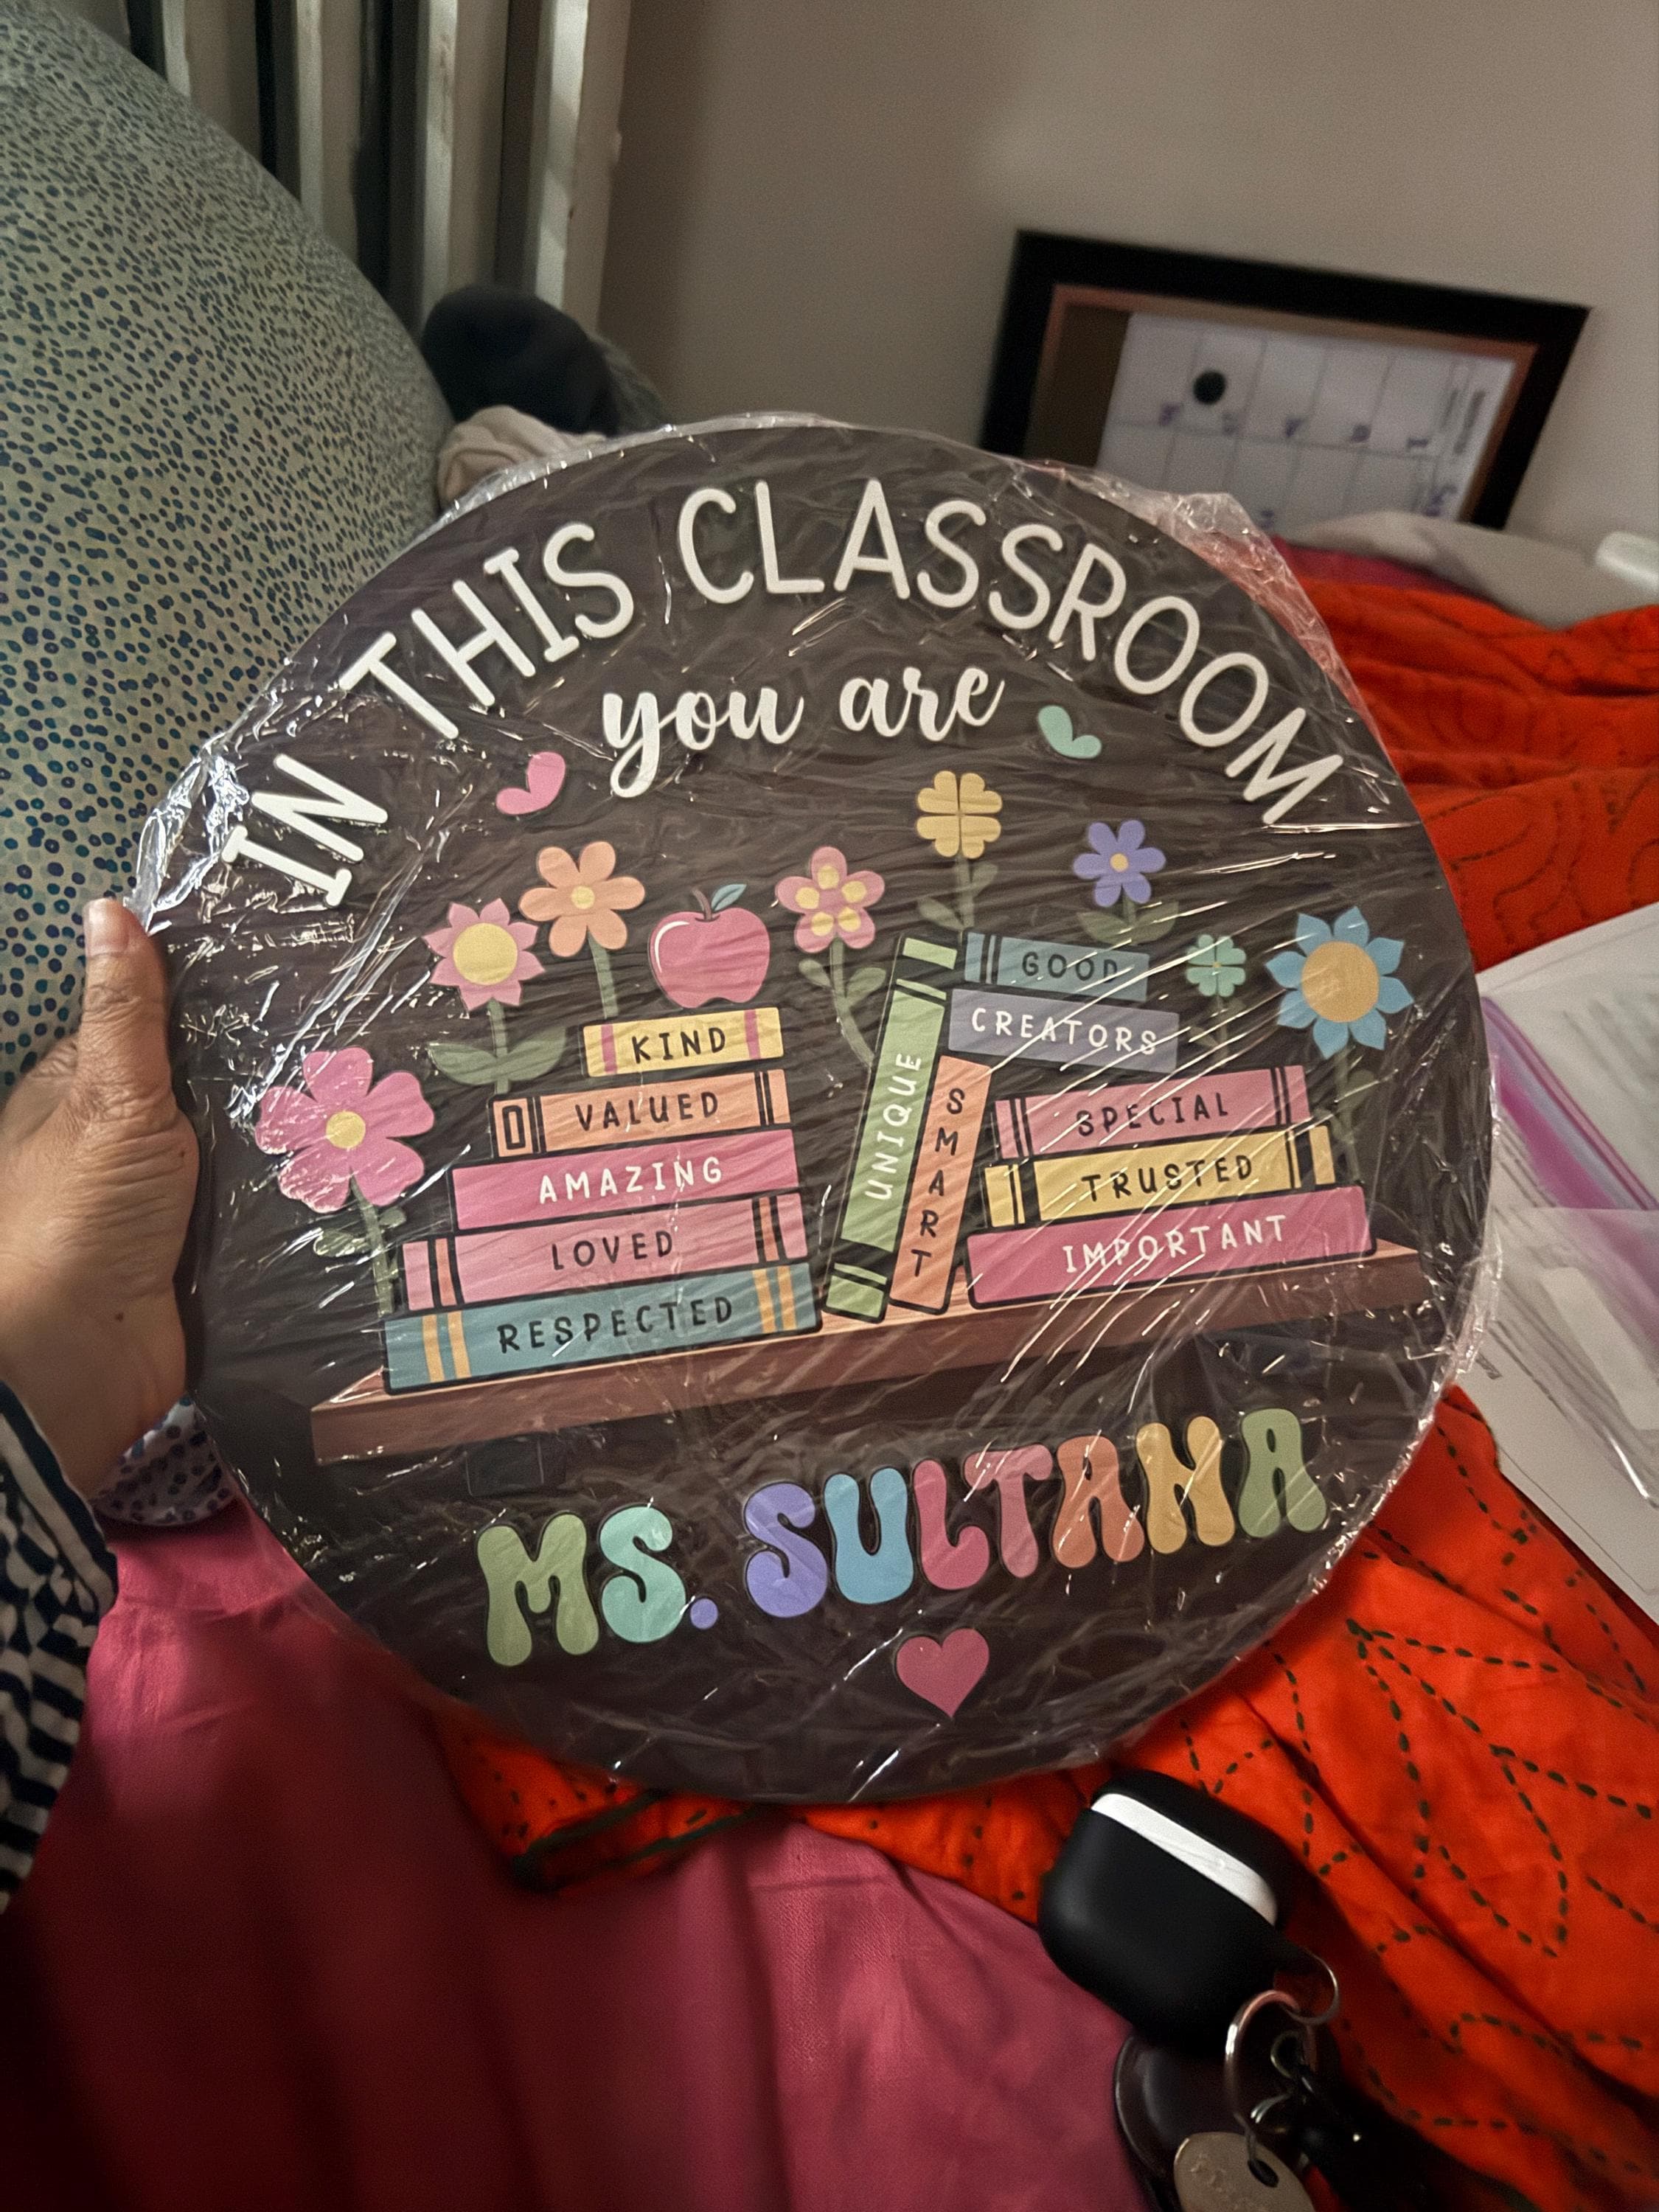 IN THIS CLASSROOM
you are
KIND
VALUED
AMAZING
LOVED
RESPECTED
UNIQUE
SMART
GOOD
CREATORS
SPECIAL
TRUSTED
IMPORTANT
MS. SULTANA